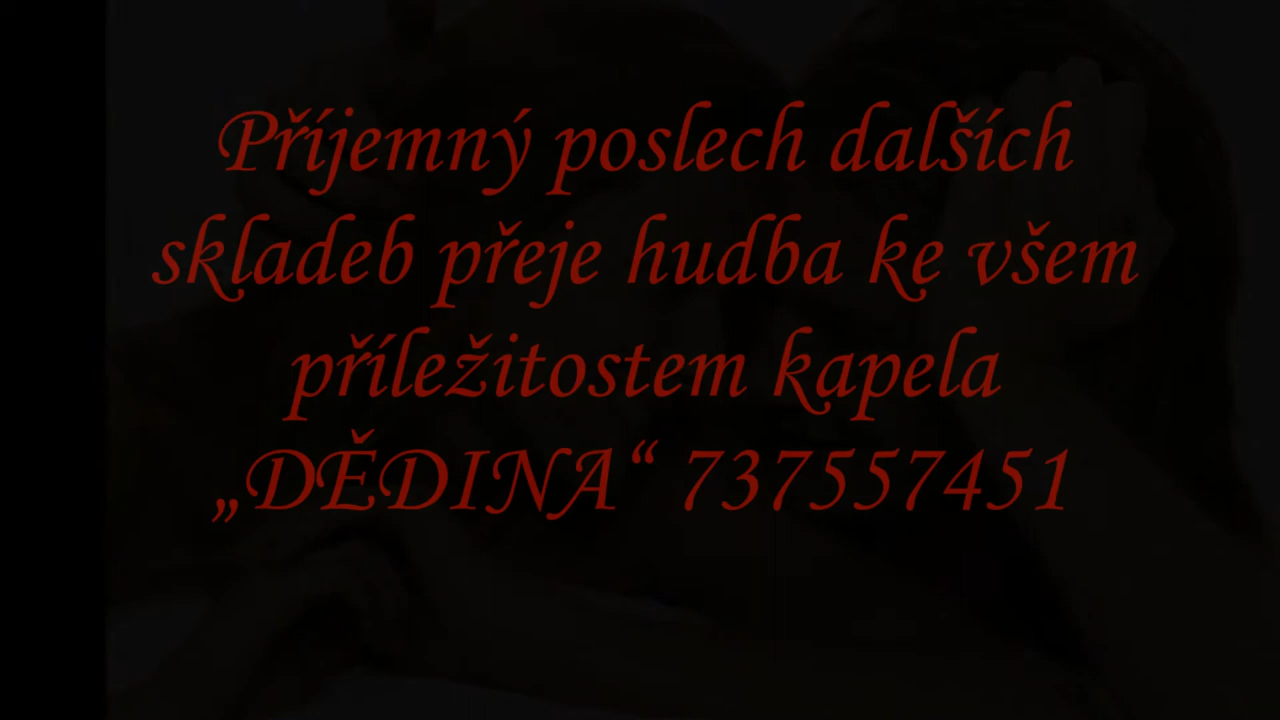 Příjemný poslech dalších
skladeb přeje hudba ke všem
příležitostem kapela
„DĚDINA“ 737557451